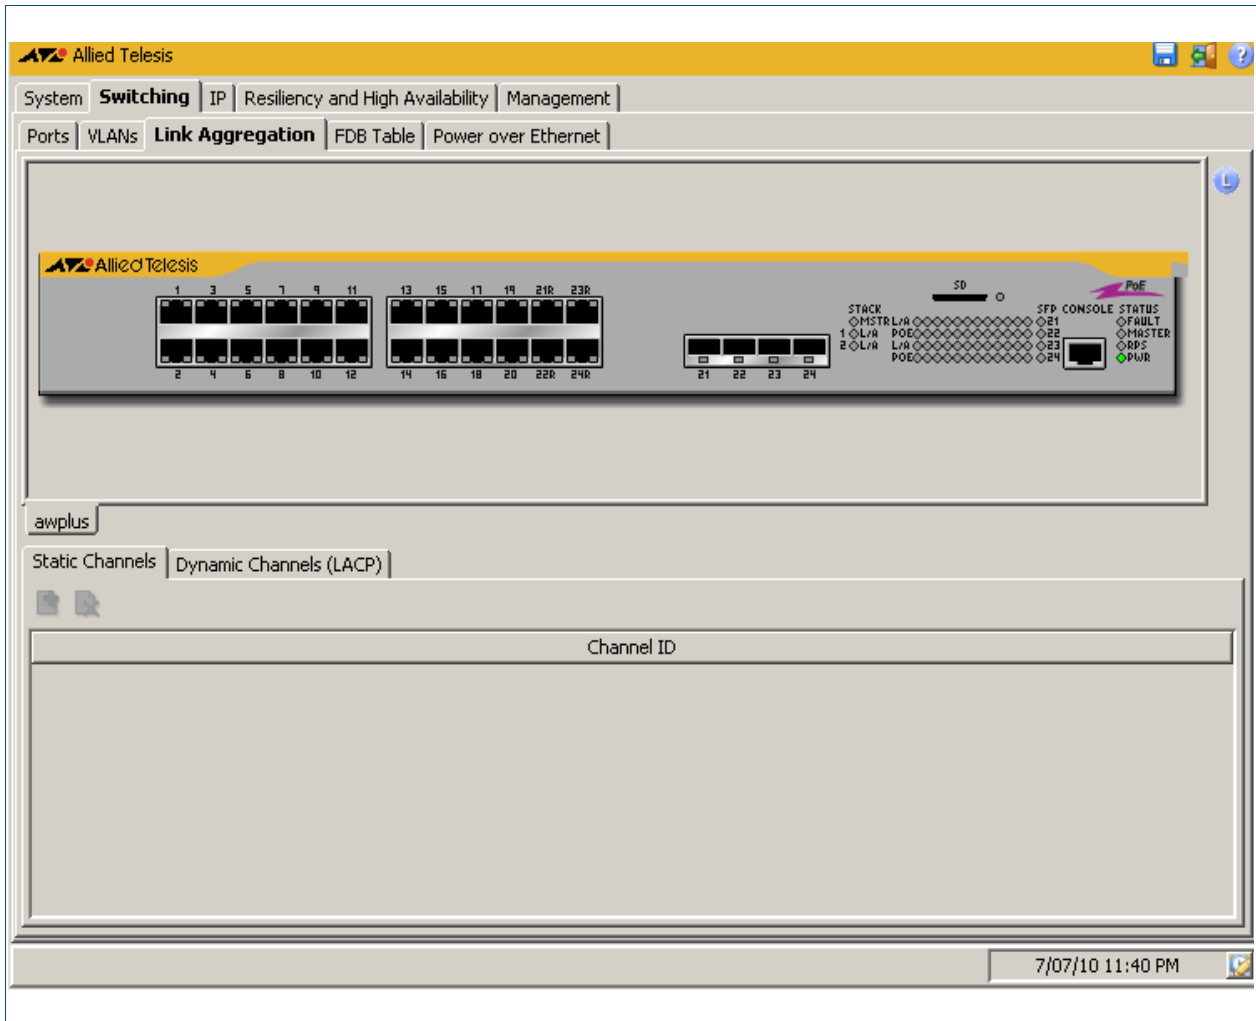 Allied Telesis
System Switching IP Resiliency and High Availability Management
Ports VLANs Link Aggregation FDB Table Power over Ethernet
L
Allied Telesis
1 3 5 7 9 11 13 15 17 19 21R 23R
2 4 6 8 10 12 14 16 18 20 22R 24R
21 22 23 24
SD
PoE
STACK SFP CONSOLE STATUS
MSTR L/A 21 FAULT
1 L/A POE 22 MASTER
2 L/A L/A 23 RPS
POE 24 PWR
awplus
Static Channels Dynamic Channels (LACP)
Channel ID
7/07/10 11:40 PM